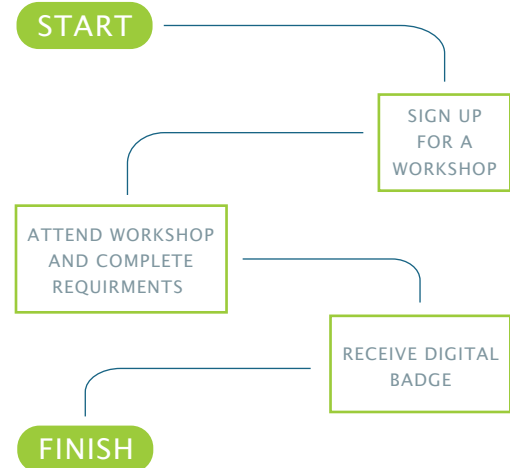 START
SIGN UP
FOR A
WORKSHOP
ATTEND WORKSHOP
AND COMPLETE
REQUIRMENTS
RECEIVE DIGITAL
BADGE
FINISH